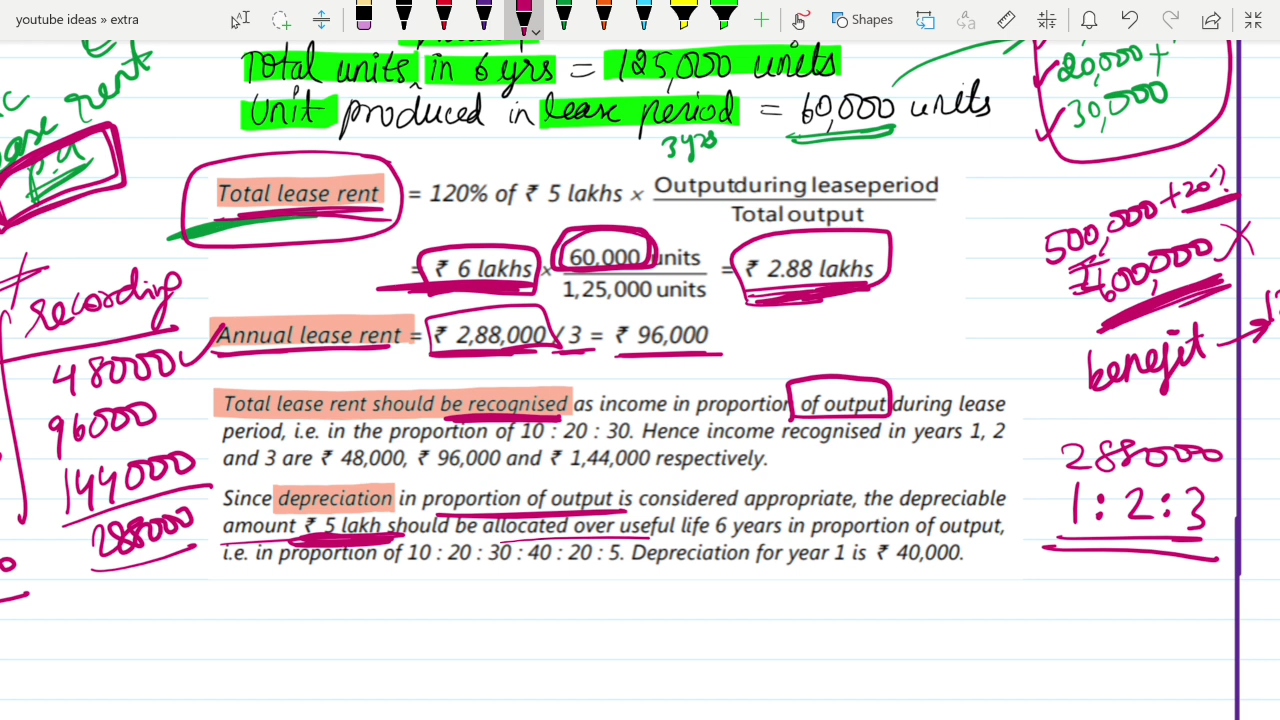 youtube ideas » extra
Shapes
Total units in 6 yrs = 125,000 units
Unit produced in lease period = 60,000 units
3 yrs
20,000 +
30,000
rent
p.a
Total lease rent = 120% of ₹ 5 lakhs × Outputduring leaseperiod
Total output
= ₹ 6 lakhs × 60,000 units = ₹ 2.88 lakhs
1,25,000 units
500,000 + 20%
600,000 X
recording
Annual lease rent = ₹ 2,88,000 / 3 = ₹ 96,000
benefit →
48000
96000
144000
288000
Total lease rent should be recognised as income in proportion of output during lease
period, i.e. in the proportion of 10 : 20 : 30. Hence income recognised in years 1, 2
and 3 are ₹ 48,000, ₹ 96,000 and ₹ 1,44,000 respectively.
288000
1 : 2 : 3
Since depreciation in proportion of output is considered appropriate, the depreciable
amount ₹ 5 lakh should be allocated over useful life 6 years in proportion of output,
i.e. in proportion of 10 : 20 : 30 : 40 : 20 : 5. Depreciation for year 1 is ₹ 40,000.